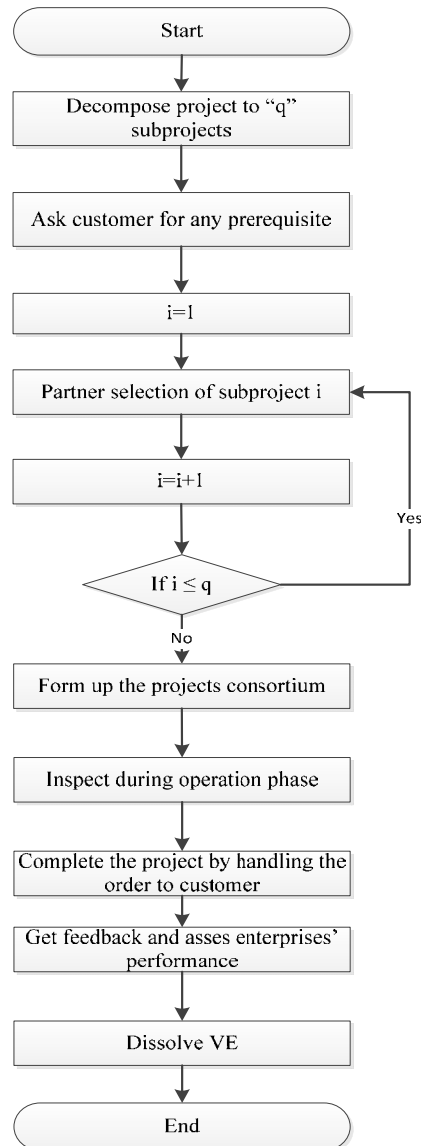 Start
Decompose project to “q”
subprojects
Ask customer for any prerequisite
i=1
Partner selection of subproject i
i=i+1
Yes
If i ≤ q
No
Form up the projects consortium
Inspect during operation phase
Complete the project by handling the
order to customer
Get feedback and asses enterprises’
performance
Dissolve VE
End